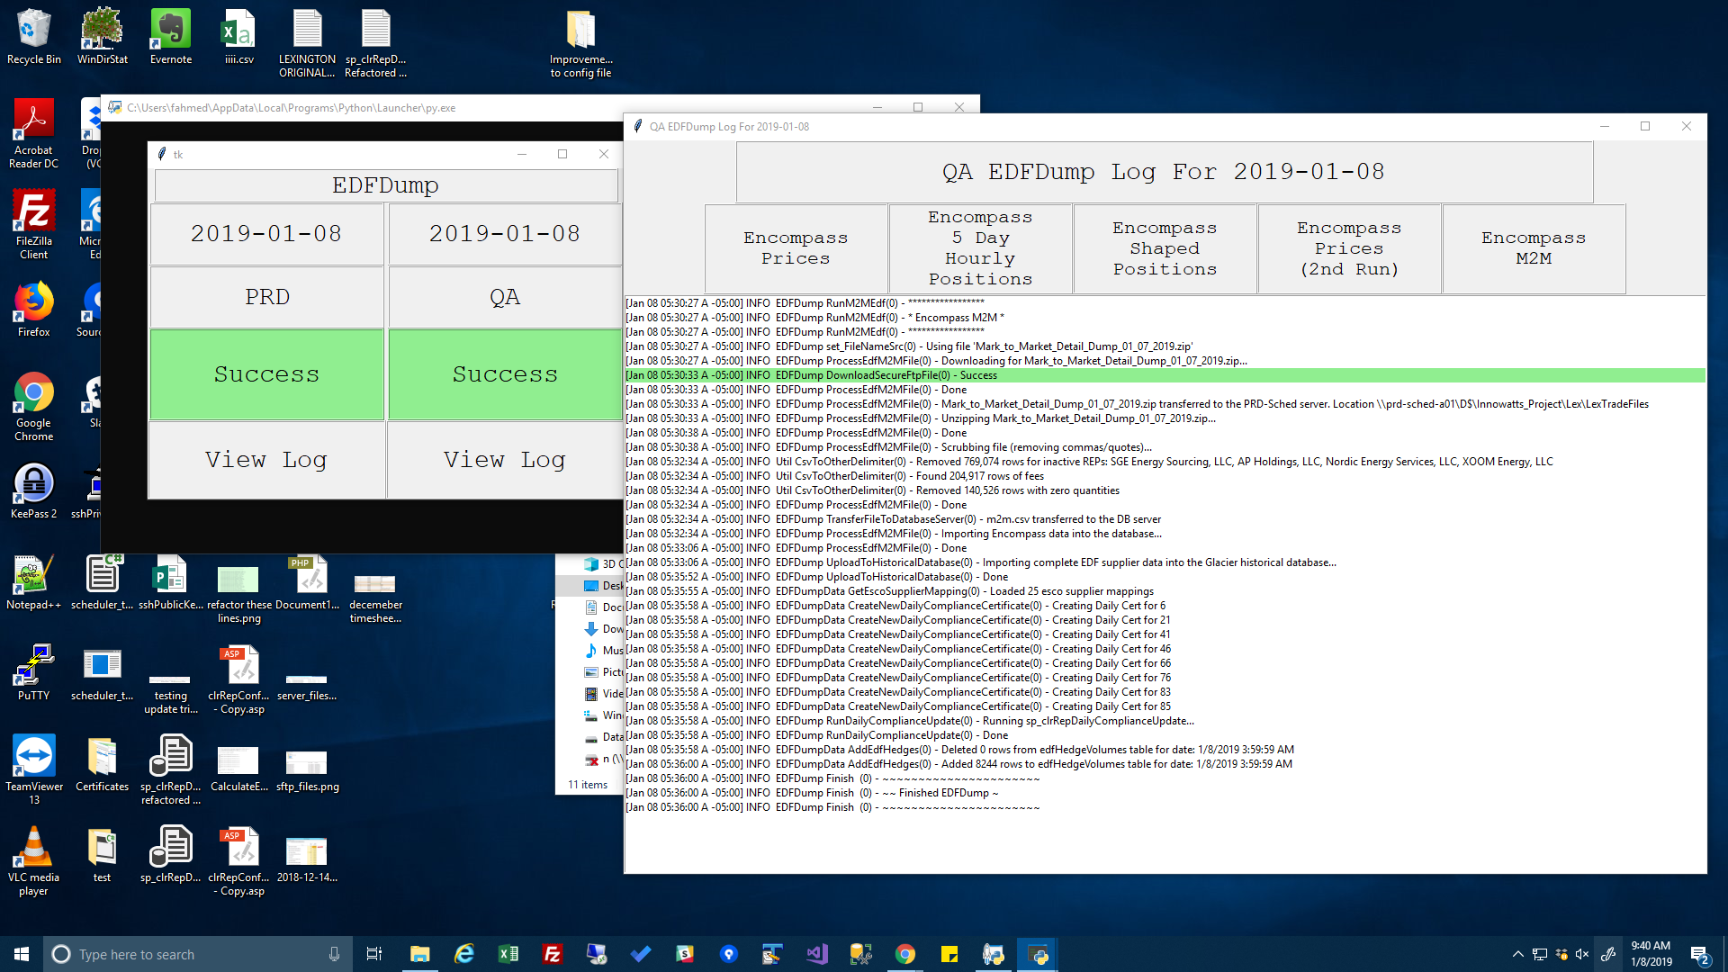 Recycle Bin
WinDirStat
Evernote
iiii.csv
LEXINGTON
ORIGINAL...
sp_clrRepD...
Refactored ...
Improveme...
to config file
Acrobat
Reader DC
FileZilla
Client
Firefox
Google
Chrome
KeePass 2
C:\Users\fahmed\AppData\Local\Programs\Python\Launcher\py.exe
tk
EDFDump
2019-01-08
2019-01-08
PRD
QA
Success
Success
View Log
View Log
QA EDFDump Log For 2019-01-08
QA EDFDump Log For 2019-01-08
Encompass
Prices
Encompass
5 Day
Hourly
Positions
Encompass
Shaped
Positions
Encompass
Prices
(2nd Run)
Encompass
M2M
[Jan 08 05:30:27 A -05:00] INFO  EDFDump RunM2MEdf(0) - *****************
[Jan 08 05:30:27 A -05:00] INFO  EDFDump RunM2MEdf(0) - * Encompass M2M *
[Jan 08 05:30:27 A -05:00] INFO  EDFDump RunM2MEdf(0) - *****************
[Jan 08 05:30:27 A -05:00] INFO  EDFDump set_FileNameSrc(0) - Using file 'Mark_to_Market_Detail_Dump_01_07_2019.zip'
[Jan 08 05:30:27 A -05:00] INFO  EDFDump ProcessEdfM2MFile(0) - Downloading for Mark_to_Market_Detail_Dump_01_07_2019.zip...
[Jan 08 05:30:33 A -05:00] INFO  EDFDump DownloadSecureFtpFile(0) - Success
[Jan 08 05:30:33 A -05:00] INFO  EDFDump ProcessEdfM2MFile(0) - Done
[Jan 08 05:30:33 A -05:00] INFO  EDFDump ProcessEdfM2MFile(0) - Mark_to_Market_Detail_Dump_01_07_2019.zip transferred to the PRD-Sched server. Location \\prd-sched-a01\D$\Innowatts_Project\Lex\LexTradeFiles
[Jan 08 05:30:33 A -05:00] INFO  EDFDump ProcessEdfM2MFile(0) - Unzipping Mark_to_Market_Detail_Dump_01_07_2019.zip...
[Jan 08 05:30:38 A -05:00] INFO  EDFDump ProcessEdfM2MFile(0) - Done
[Jan 08 05:30:38 A -05:00] INFO  EDFDump ProcessEdfM2MFile(0) - Scrubbing file (removing commas/quotes)...
[Jan 08 05:32:34 A -05:00] INFO  Util CsvToOtherDelimiter(0) - Removed 769,074 rows for inactive REPs: SGE Energy Sourcing, LLC, AP Holdings, LLC, Nordic Energy Services, LLC, XOOM Energy, LLC
[Jan 08 05:32:34 A -05:00] INFO  Util CsvToOtherDelimiter(0) - Found 204,917 rows of fees
[Jan 08 05:32:34 A -05:00] INFO  Util CsvToOtherDelimiter(0) - Removed 140,526 rows with zero quantities
[Jan 08 05:32:34 A -05:00] INFO  EDFDump ProcessEdfM2MFile(0) - Done
[Jan 08 05:32:34 A -05:00] INFO  EDFDump TransferFileToDatabaseServer(0) - m2m.csv transferred to the DB server
[Jan 08 05:32:34 A -05:00] INFO  EDFDump ProcessEdfM2MFile(0) - Importing Encompass data into the database...
[Jan 08 05:33:06 A -05:00] INFO  EDFDump ProcessEdfM2MFile(0) - Done
[Jan 08 05:33:06 A -05:00] INFO  EDFDump UploadToHistoricalDatabase(0) - Importing complete EDF supplier data into the Glacier historical database...
[Jan 08 05:35:52 A -05:00] INFO  EDFDump UploadToHistoricalDatabase(0) - Done
[Jan 08 05:35:55 A -05:00] INFO  EDFDumpData GetEscoSupplierMapping(0) - Loaded 25 esco supplier mappings
[Jan 08 05:35:58 A -05:00] INFO  EDFDumpData CreateNewDailyComplianceCertificate(0) - Creating Daily Cert for 6
[Jan 08 05:35:58 A -05:00] INFO  EDFDumpData CreateNewDailyComplianceCertificate(0) - Creating Daily Cert for 21
[Jan 08 05:35:58 A -05:00] INFO  EDFDumpData CreateNewDailyComplianceCertificate(0) - Creating Daily Cert for 41
[Jan 08 05:35:58 A -05:00] INFO  EDFDumpData CreateNewDailyComplianceCertificate(0) - Creating Daily Cert for 46
[Jan 08 05:35:58 A -05:00] INFO  EDFDumpData CreateNewDailyComplianceCertificate(0) - Creating Daily Cert for 66
[Jan 08 05:35:58 A -05:00] INFO  EDFDumpData CreateNewDailyComplianceCertificate(0) - Creating Daily Cert for 76
[Jan 08 05:35:58 A -05:00] INFO  EDFDumpData CreateNewDailyComplianceCertificate(0) - Creating Daily Cert for 83
[Jan 08 05:35:58 A -05:00] INFO  EDFDumpData CreateNewDailyComplianceCertificate(0) - Creating Daily Cert for 85
[Jan 08 05:35:58 A -05:00] INFO  EDFDump RunDailyComplianceUpdate(0) - Running sp_clrRepDailyComplianceUpdate...
[Jan 08 05:35:58 A -05:00] INFO  EDFDump RunDailyComplianceUpdate(0) - Done
[Jan 08 05:35:58 A -05:00] INFO  EDFDumpData AddEdfHedges(0) - Deleted 0 rows from edfHedgeVolumes table for date: 1/8/2019 3:59:59 AM
[Jan 08 05:36:00 A -05:00] INFO  EDFDumpData AddEdfHedges(0) - Added 8244 rows to edfHedgeVolumes table for date: 1/8/2019 3:59:59 AM
[Jan 08 05:36:00 A -05:00] INFO  EDFDump Finish  (0) - ~~~~~~~~~~~~~~~~~~~~~~
[Jan 08 05:36:00 A -05:00] INFO  EDFDump Finish  (0) - ~~ Finished EDFDump ~
[Jan 08 05:36:00 A -05:00] INFO  EDFDump Finish  (0) - ~~~~~~~~~~~~~~~~~~~~~~
11 items
Notepad++
scheduler_t...
sshPublicKe...
refactor these
lines.png
Document1...
decemeber
timeshee...
PuTTY
scheduler_t...
testing
update tri...
clrRepConf...
- Copy.asp
server_files...
TeamViewer
13
Certificates
sp_clrRepD...
refactored ...
CalculateE...
sftp_files.png
VLC media
player
test
sp_clrRepD...
clrRepConf...
- Copy.asp
2018-12-14...
Type here to search
9:40 AM
1/8/2019
2